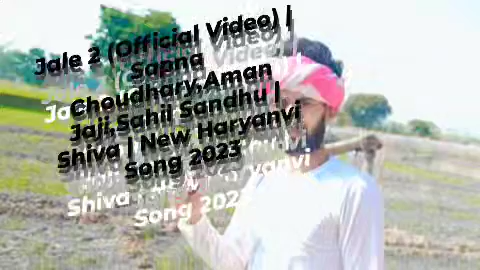 Jale 2 (Official Video) |
Sapna
Choudhary,Aman
Jaji,Sahil Sandhu |
Shiva | New Haryanvi
Song 2023